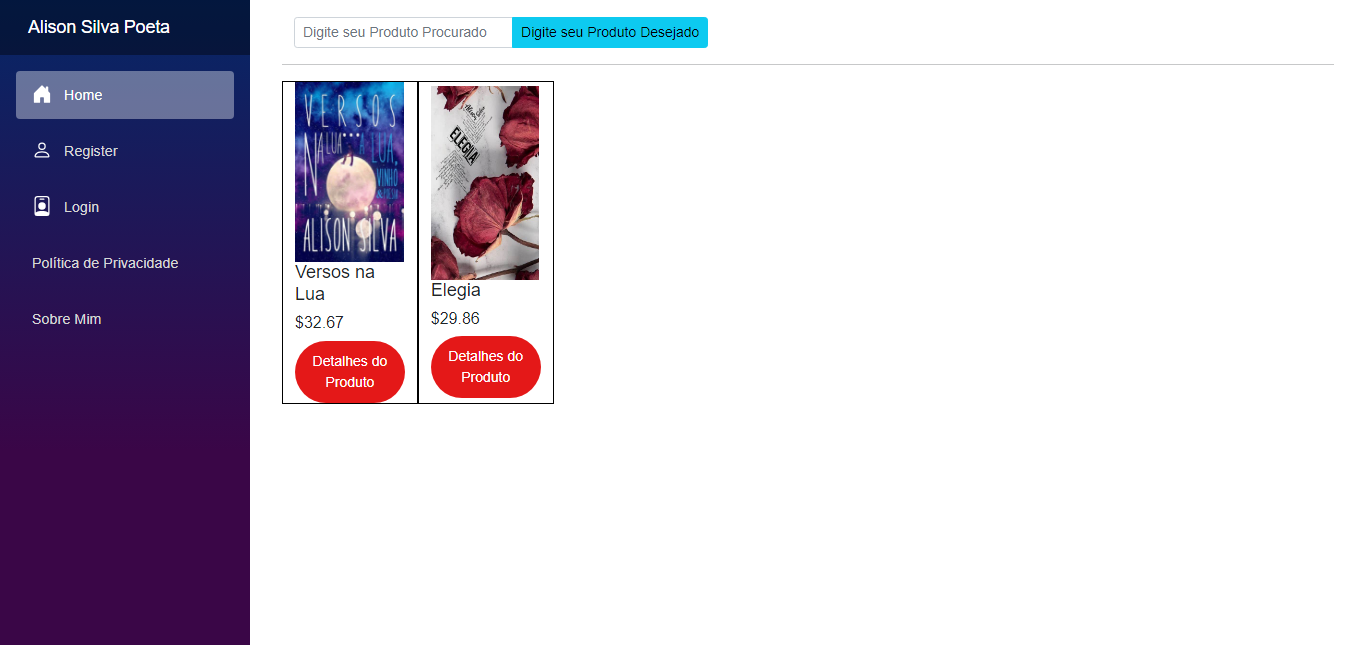 Alison Silva Poeta
Home
Register
Login
Política de Privacidade
Sobre Mim
Digite seu Produto Procurado
Digite seu Produto Desejado
VERSOS
NA LUA... À LUA,
VINHO
ALISON SILVA
Versos na
Lua
$32.67
Detalhes do
Produto
ELEGIA
Elegia
$29.86
Detalhes do
Produto